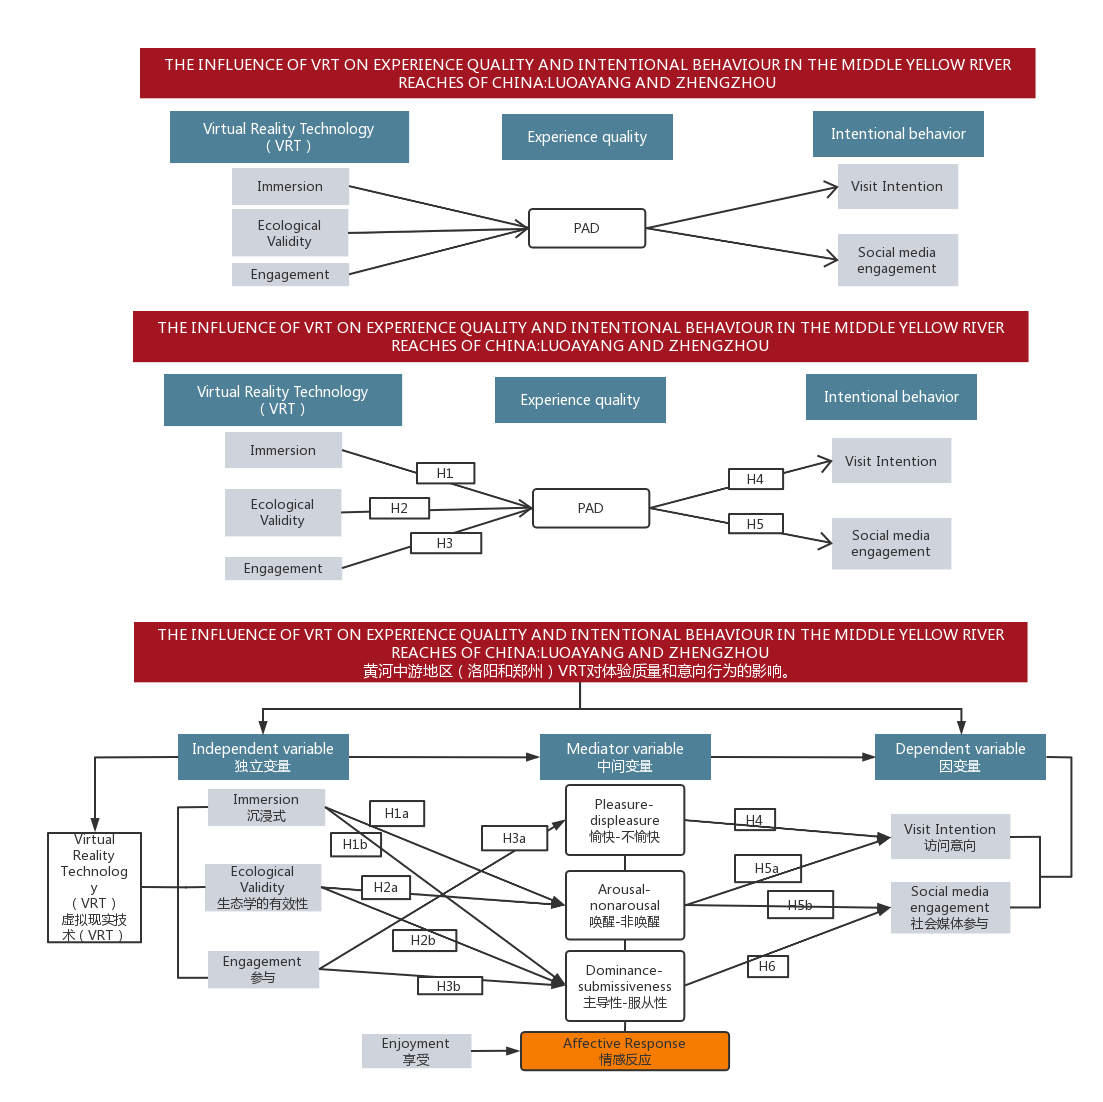 THE INFLUENCE OF VRT ON EXPERIENCE QUALITY AND INTENTIONAL BEHAVIOUR IN THE MIDDLE YELLOW RIVER
REACHES OF CHINA:LUOAYANG AND ZHENGZHOU
Virtual Reality Technology
（VRT）
Experience quality
Intentional behavior
Immersion
Ecological
Validity
Engagement
PAD
Visit Intention
Social media
engagement
THE INFLUENCE OF VRT ON EXPERIENCE QUALITY AND INTENTIONAL BEHAVIOUR IN THE MIDDLE YELLOW RIVER
REACHES OF CHINA:LUOAYANG AND ZHENGZHOU
Virtual Reality Technology
（VRT）
Experience quality
Intentional behavior
Immersion
Ecological
Validity
Engagement
H1
H2
H3
PAD
H4
H5
Visit Intention
Social media
engagement
THE INFLUENCE OF VRT ON EXPERIENCE QUALITY AND INTENTIONAL BEHAVIOUR IN THE MIDDLE YELLOW RIVER
REACHES OF CHINA:LUOAYANG AND ZHENGZHOU
黄河中游地区（洛阳和郑州）VRT对体验质量和意向行为的影响。
Independent variable
独立变量
Mediator variable
中间变量
Dependent variable
因变量
Virtual
Reality
Technolog
y
（VRT）
虚拟现实技
术（VRT）
Immersion
沉浸式
Ecological
Validity
生态学的有效性
Engagement
参与
H1a
H1b
H2a
H2b
H3a
H3b
Pleasure-
displeasure
愉快-不愉快
Arousal-
nonarousal
唤醒-非唤醒
Dominance-
submissiveness
主导性-服从性
H4
H5a
H5b
H6
Visit Intention
访问意向
Social media
engagement
社会媒体参与
Enjoyment
享受
Affective Response
情感反应